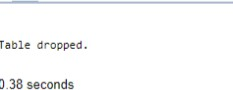 Table dropped.
0.38 seconds